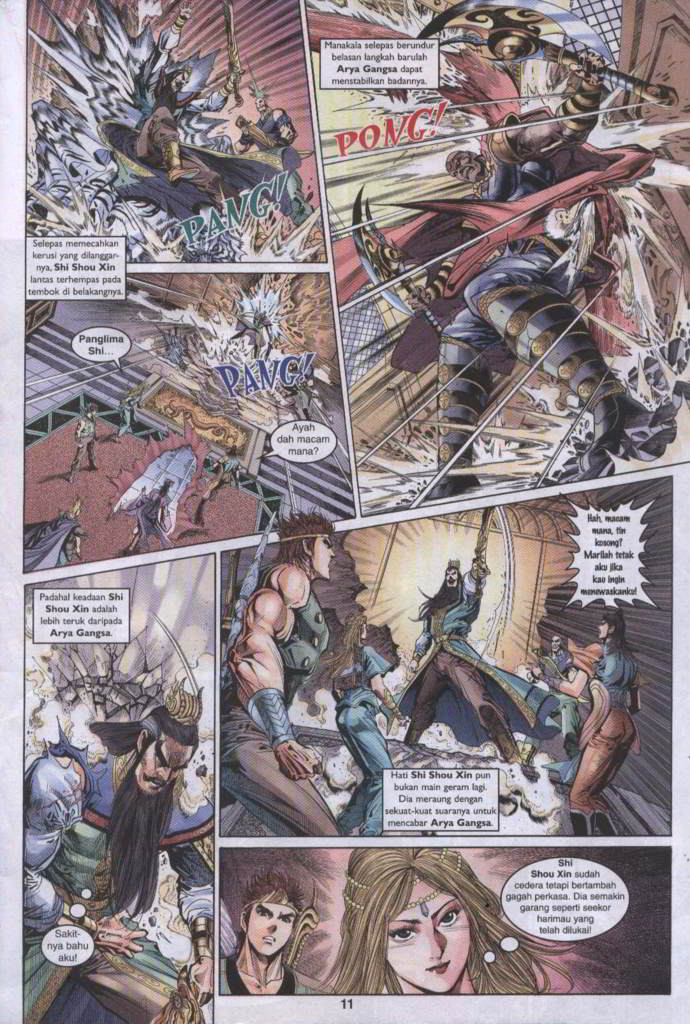 PANG!
Selepas memecahkan
kerusi yang dilanggar-
nya, Shi Shou Xin
lantas terhempas pada
tembok di belakangnya.
Manakala selepas berundur
belasan langkah barulah
Arya Gangsa dapat
menstabilkan badannya.
PONG!
Panglima
Shi...
PANG!!
Ayah
dah macam
mana?
Padahal keadaan Shi
Shou Xin adalah
lebih teruk daripada
Arya Gangsa.
Sakit-
nya bahu
aku!
Hah, macam
mana, tin
kosong?
Marilah tetak
aku jika
kau ingin
menewaskanku!
Hati Shi Shou Xin pun
bukan main geram lagi.
Dia meraung dengan
sekuat-kuat suaranya untuk
mencabar Arya Gangsa.
Shi
Shou Xin sudah
cedera tetapi bertambah
gagah perkasa. Dia semakin
garang seperti seekor
harimau yang
telah dilukai!
11